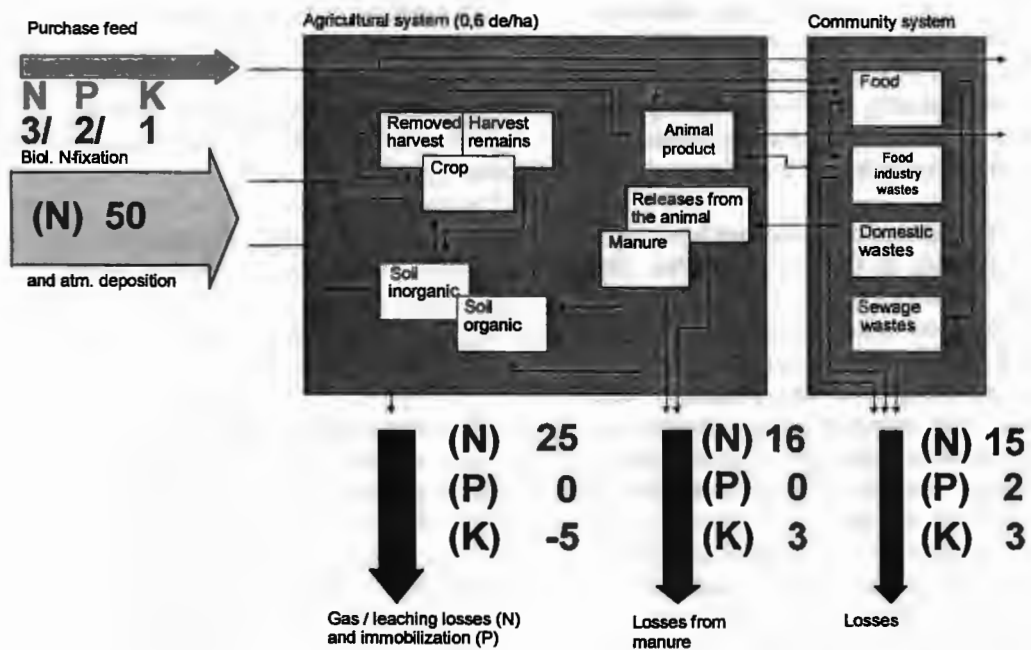 Purchase feed
N P K
3/ 2/ 1
Biol. N-fixation
(N) 50
and atm. deposition
Agricultural system (0,6 de/ha)
Removed
harvest
Harvest
remains
Crop
Animal
product
Releases from
the animal
Manure
Soil
inorganic
Soil
organic
Community system
Food
Food
industry
wastes
Domestic
wastes
Sewage
wastes
(N) 25
(P) 0
(K) -5
Gas / leaching losses (N)
and immobilization (P)
(N) 16
(P) 0
(K) 3
Losses from
manure
(N) 15
(P) 2
(K) 3
Losses